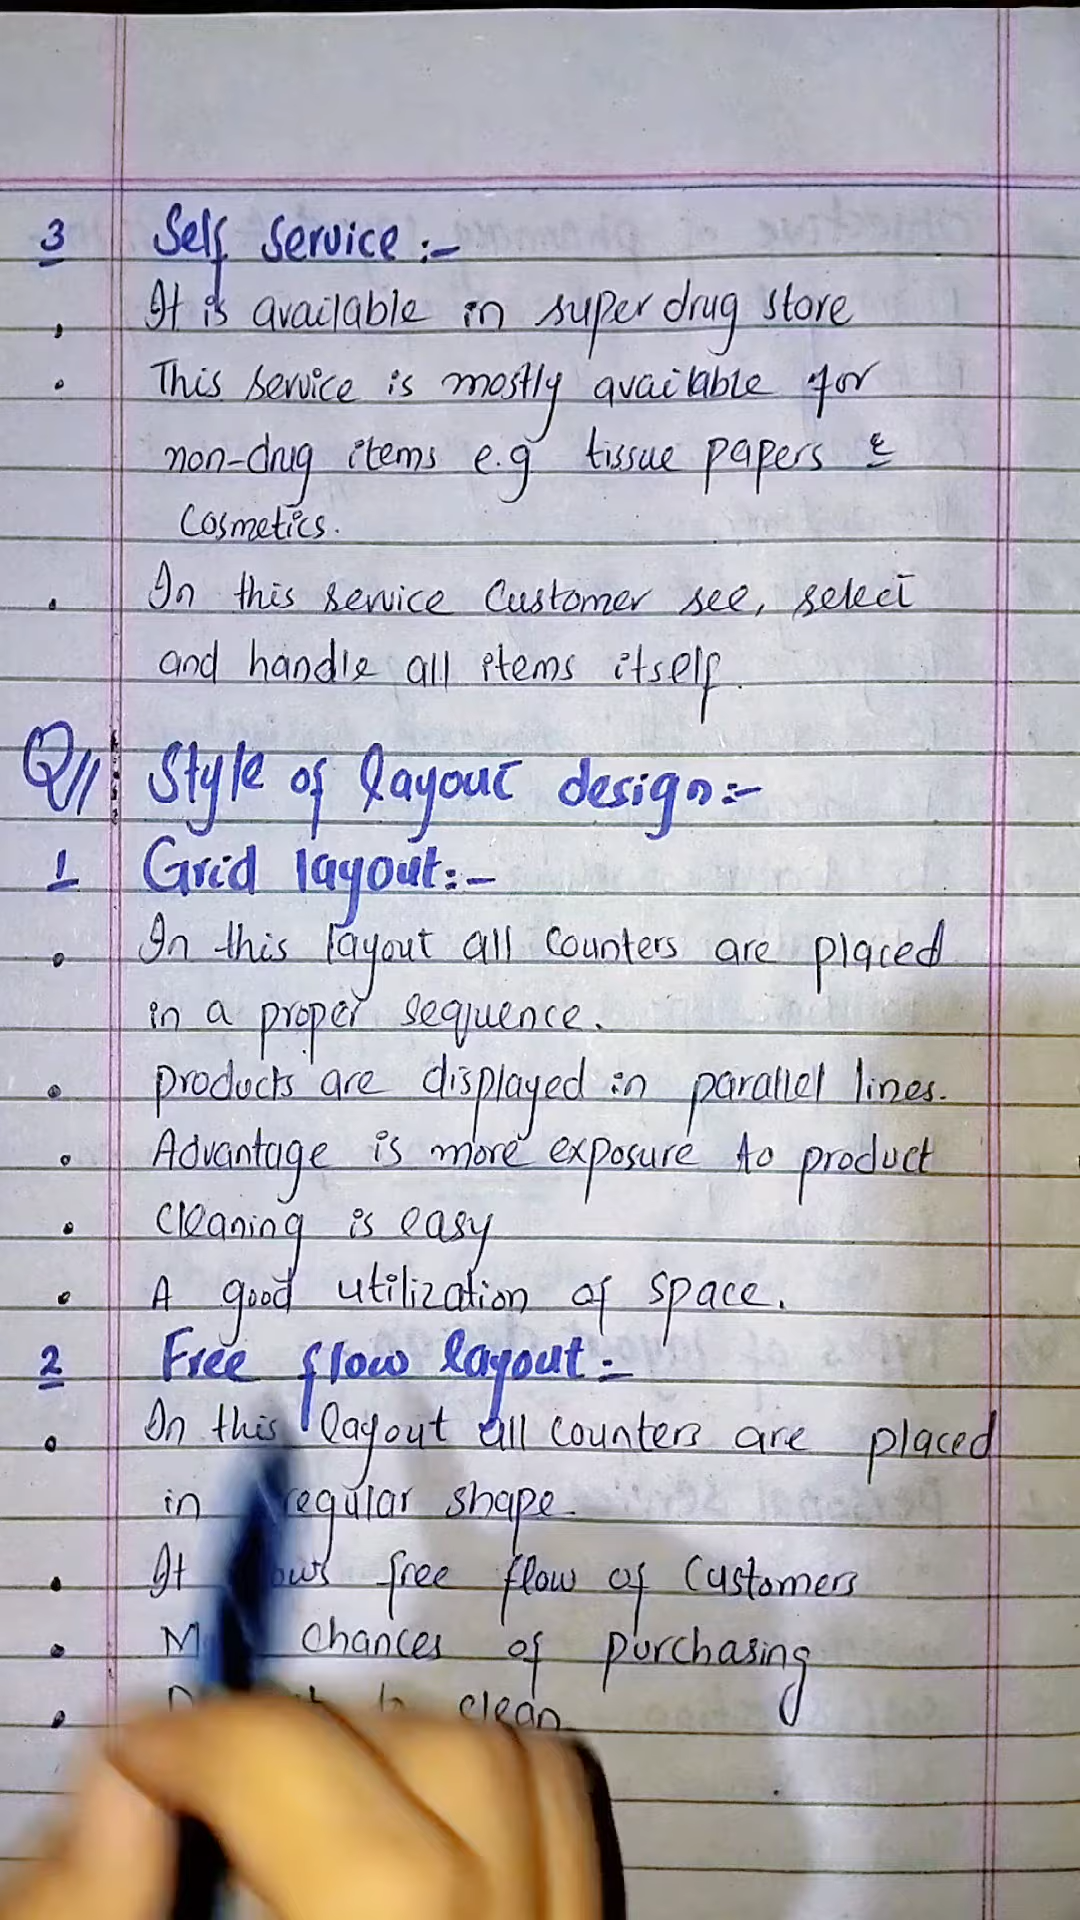 3 Self Service :-
It is available in super drug store
This service is mostly available for
non-drug items e.g tissue papers &
Cosmetics.
In this service Customer see, select
and handle all items itself.
Q// Style of layout design:-
1 Grid layout:-
In this layout all counters are placed
in a proper sequence.
products are displayed in parallel lines.
Advantage is more exposure to product
cleaning is easy
A good utilization of space.
2 Free flow layout:-
In this layout all counters are placed
in regular shape.
It free flow of Customers
chances of purchasing
clean